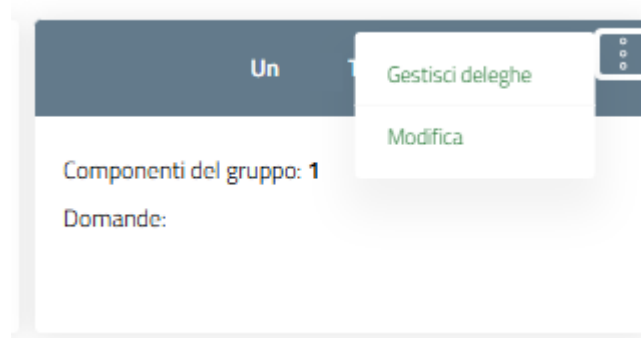 Un
Gestisci deleghe
Modifica
Componenti del gruppo: 1
Domande: